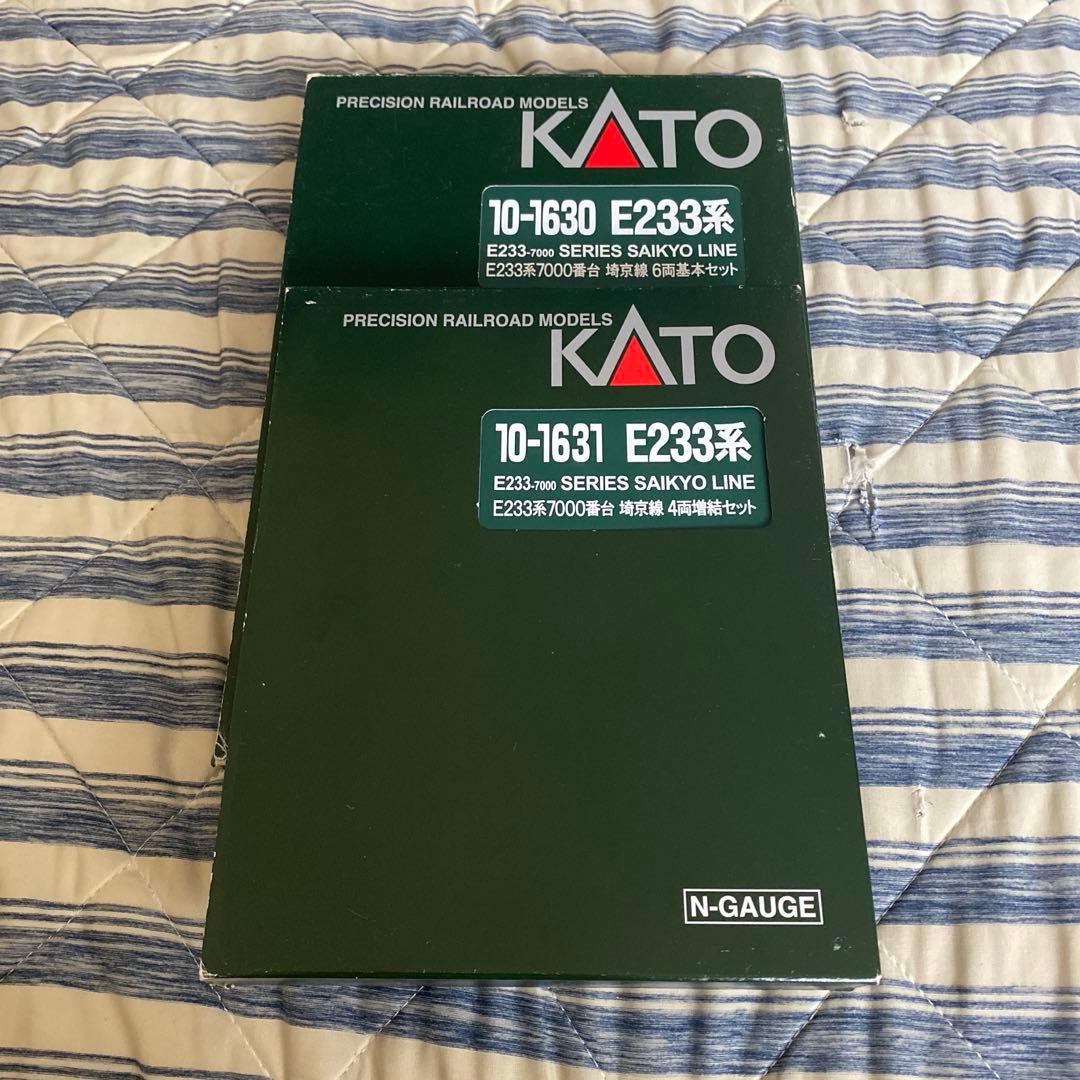 PRECISION RAILROAD MODELS
KATO
10-1630 E233系
E233-7000 SERIES SAIKYO LINE
E233系7000番台 埼京線 6両基本セット
PRECISION RAILROAD MODELS
KATO
10-1631 E233系
E233-7000 SERIES SAIKYO LINE
E233系7000番台 埼京線 4両増結セット
N-GAUGE